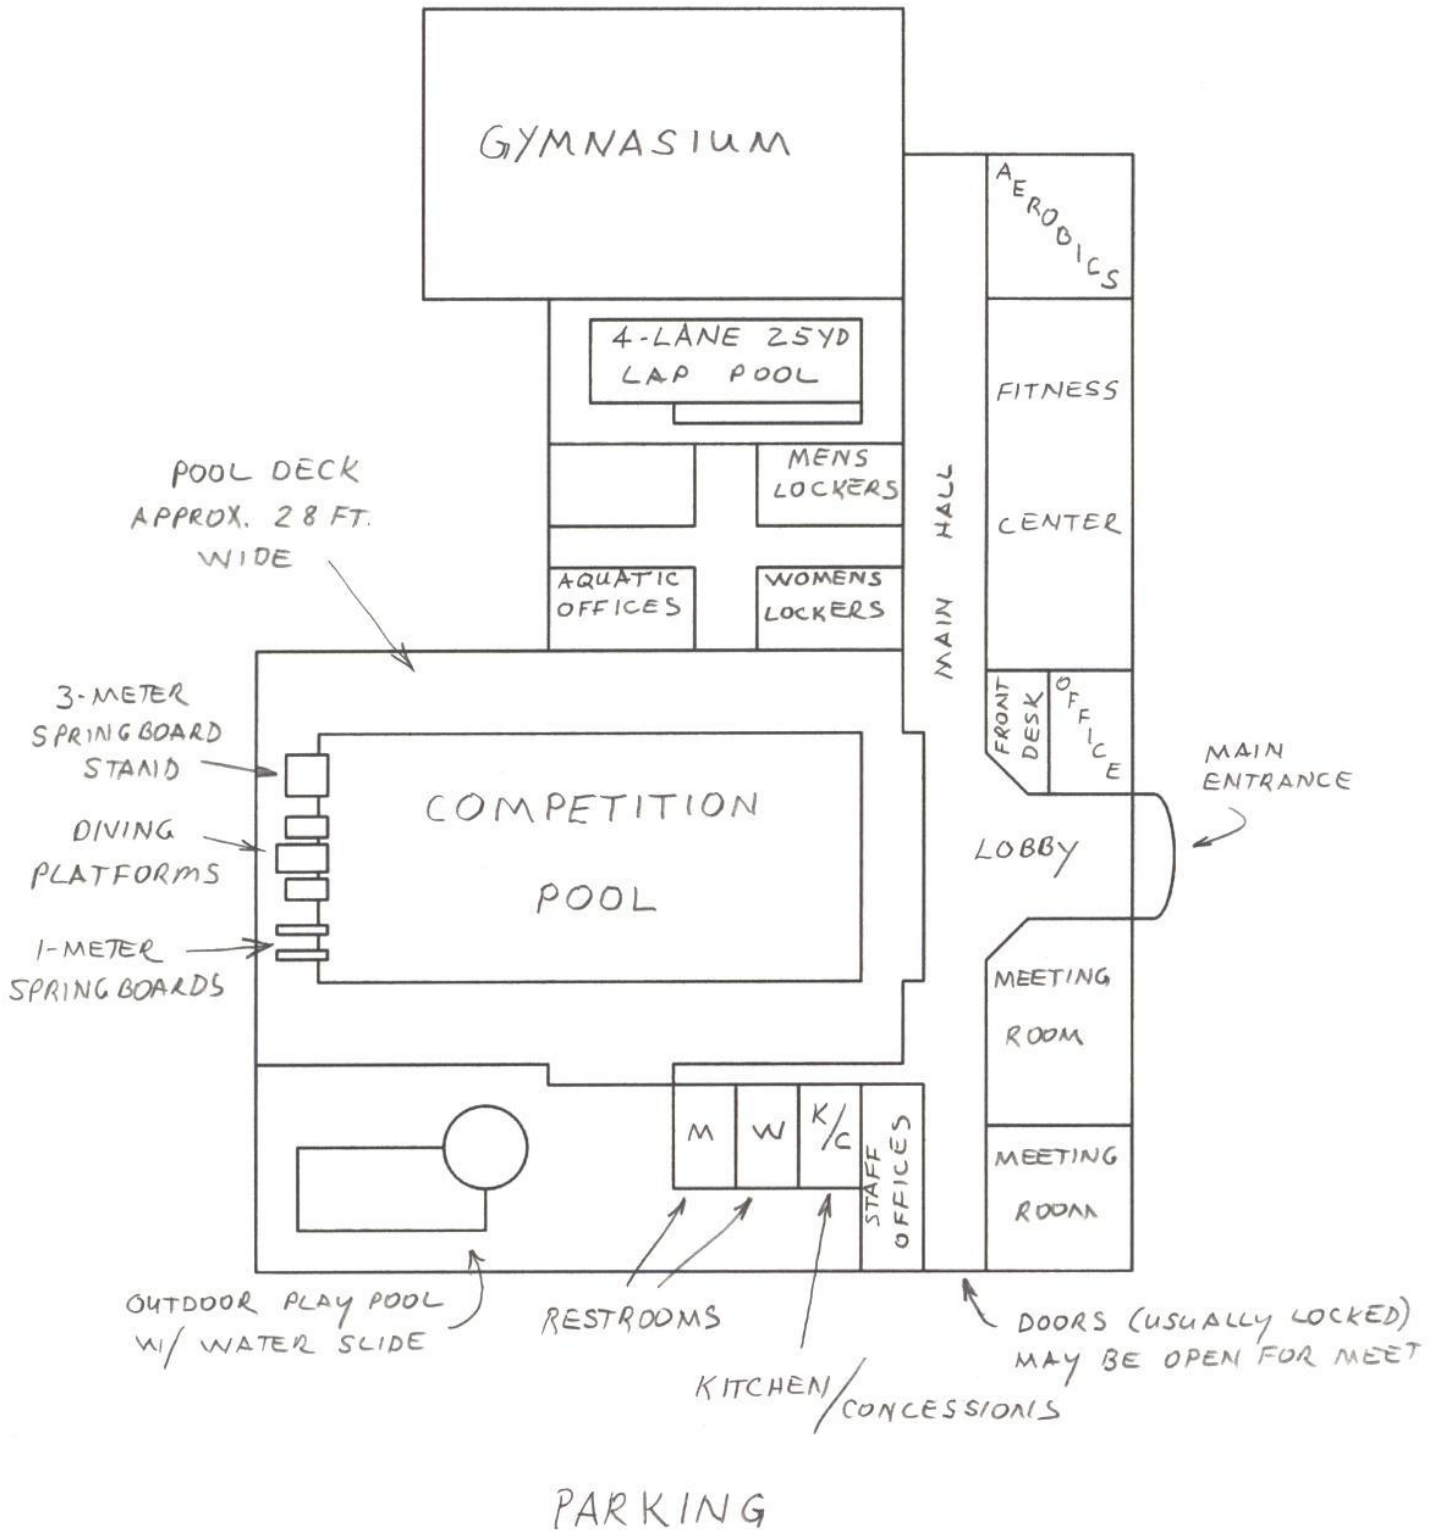 GYMNASIUM
AEROBICS
4-LANE 25YD
LAP POOL
FITNESS
CENTER
MENS
LOCKERS
MAIN HALL
POOL DECK
APPROX. 28 FT.
WIDE
AQUATIC
OFFICES
WOMENS
LOCKERS
3-METER
SPRINGBOARD
STAND
FRONT
DESK
OFFICE
MAIN
ENTRANCE
DIVING
PLATFORMS
COMPETITION
POOL
LOBBY
1-METER
SPRINGBOARDS
MEETING
ROOM
M
W
K/C
STAFF
OFFICES
MEETING
ROOM
OUTDOOR PLAY POOL
W/ WATER SLIDE
RESTROOMS
KITCHEN/
CONCESSIONS
DOORS (USUALLY LOCKED)
MAY BE OPEN FOR MEET
PARKING